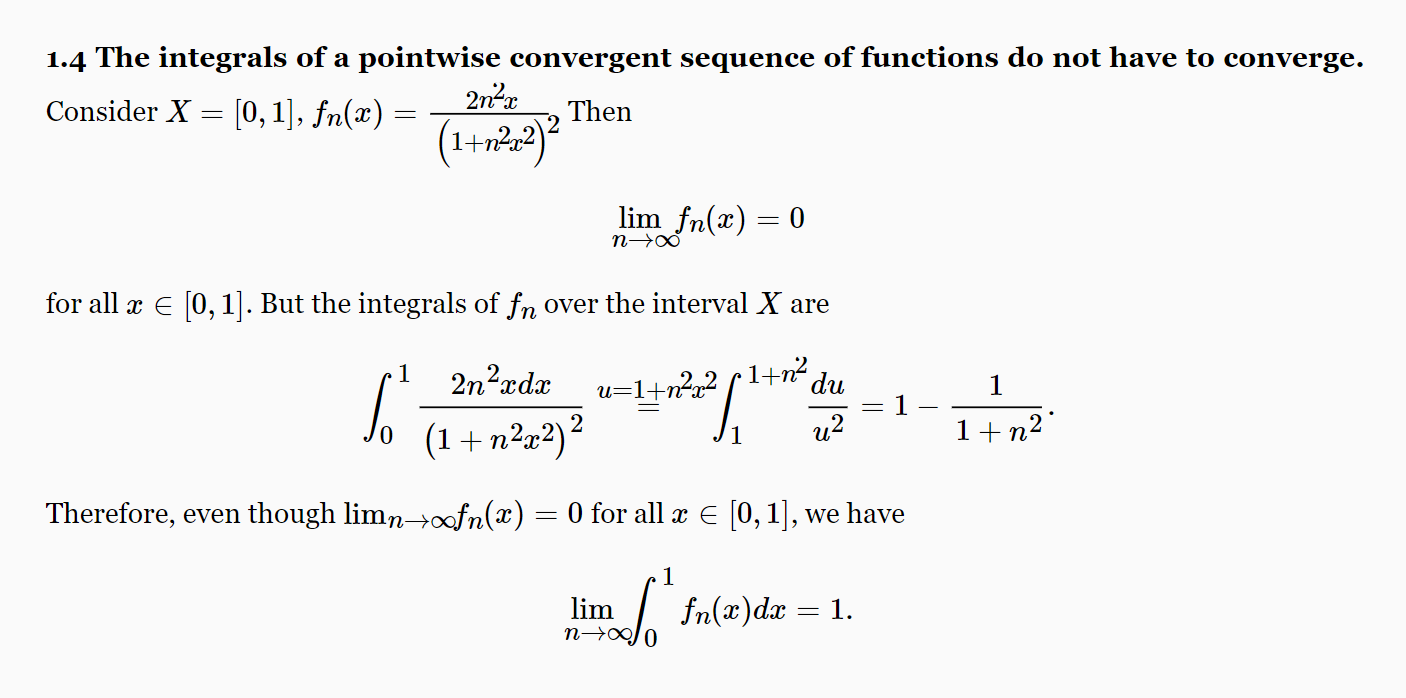 1.4 The integrals of a pointwise convergent sequence of functions do not have to converge.
Consider $X = [0, 1]$, $f_n(x) = \frac{2n^2x}{\left(1+n^2x^2\right)^2}$ Then
$\lim_{n\to\infty} f_n(x) = 0$
for all $x \in [0, 1]$. But the integrals of $f_n$ over the interval $X$ are
$\int_0^1 \frac{2n^2xdx}{(1+n^2x^2)^2} \overset{u=1+n^2x^2}{=} \int_1^{1+n^2} \frac{du}{u^2} = 1 - \frac{1}{1+n^2}.$
Therefore, even though $\lim_{n\to\infty} f_n(x) = 0$ for all $x \in [0, 1]$, we have
$\lim_{n\to\infty} \int_0^1 f_n(x)dx = 1.$